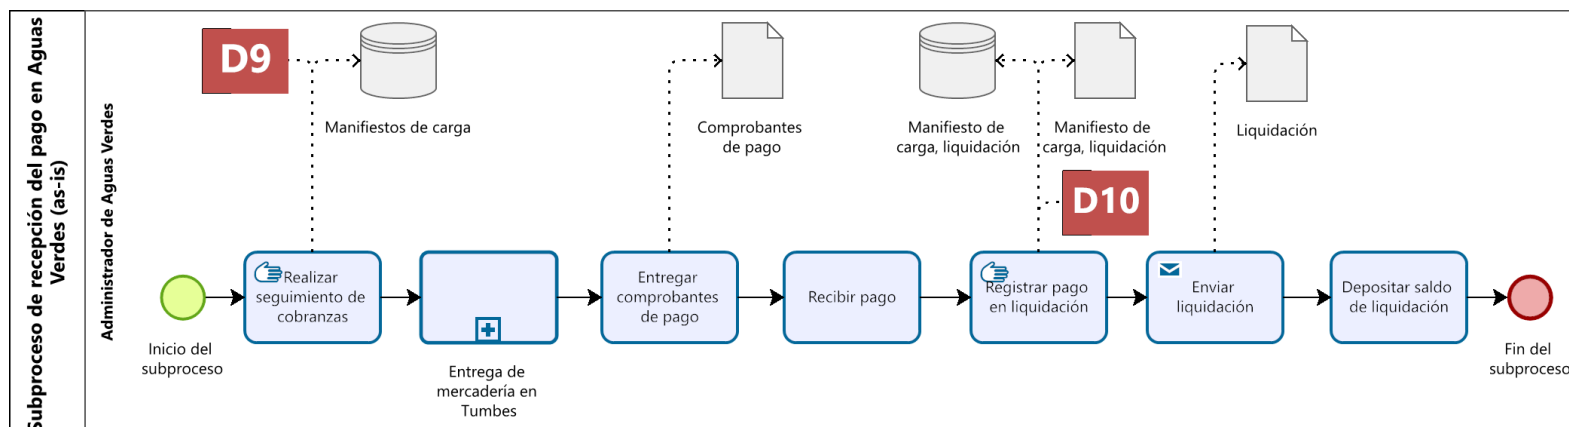 Subproceso de recepción del pago en Aguas
Verdes (as-is)
Administrador de Aguas Verdes
D9
Manifiestos de carga
Comprobantes
de pago
Manifiesto de
carga, liquidación
Manifiesto de
carga, liquidación
Liquidación
D10
Inicio del
subproceso
Realizar
seguimiento de
cobranzas
Entrega de
mercadería en
Tumbes
Entregar
comprobantes
de pago
Recibir pago
Registrar pago
en liquidación
Enviar
liquidación
Depositar saldo
de liquidación
Fin del
subproceso